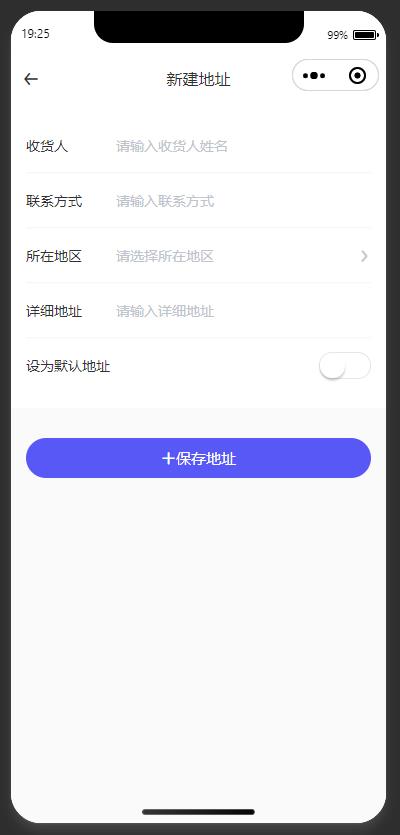 19:25
99%
新建地址
收货人 请输入收货人姓名
联系方式 请输入联系方式
所在地区 请选择所在地区
详细地址 请输入详细地址
设为默认地址
+保存地址